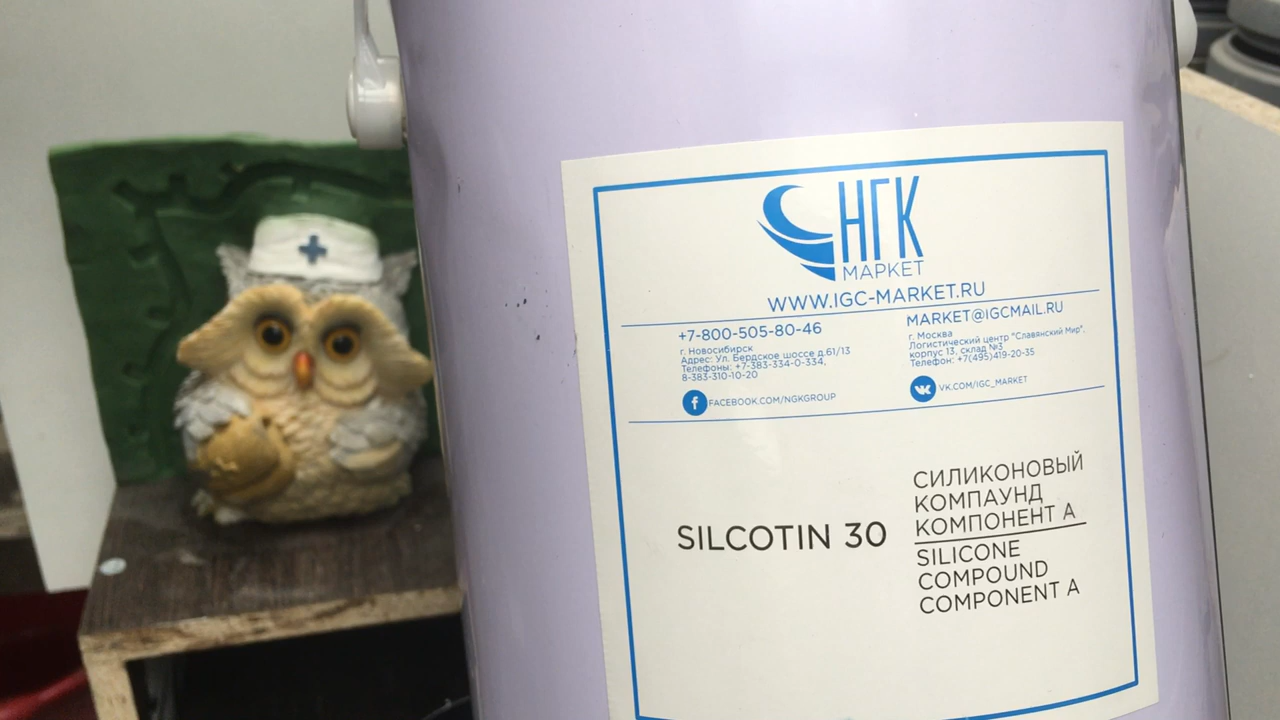 НГК
МАРКЕТ
WWW.IGC-MARKET.RU
+7-800-505-80-46
г. Новосибирск
Адрес: Ул. Бердское шоссе д.61/13
Телефоны: +7-383-334-0-334,
8-383-310-10-20
FACEBOOK.COM/NGKGROUP
MARKET@IGCMAIL.RU
г. Москва
Логистический центр "Славянский Мир",
корпус 13, склад №3
Телефон: +7(495)419-20-35
VK.COM/IGC_MARKET
SILCOTIN 30
СИЛИКОНОВЫЙ
КОМПАУНД
КОМПОНЕНТ А
SILICONE
COMPOUND
COMPONENT A